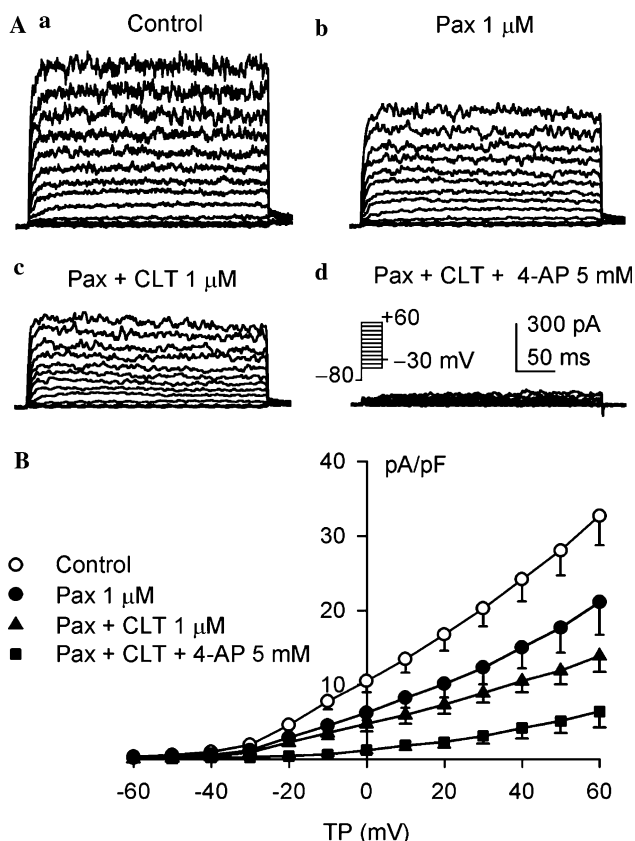 A a Control
b Pax 1 μM
c Pax + CLT 1 μM
d Pax + CLT + 4-AP 5 mM
+60
−30 mV
−80
300 pA
50 ms
B
pA/pF
40
30
20
10
Control
Pax 1 μM
Pax + CLT 1 μM
Pax + CLT + 4-AP 5 mM
-60 -40 -20 0 20 40 60
TP (mV)